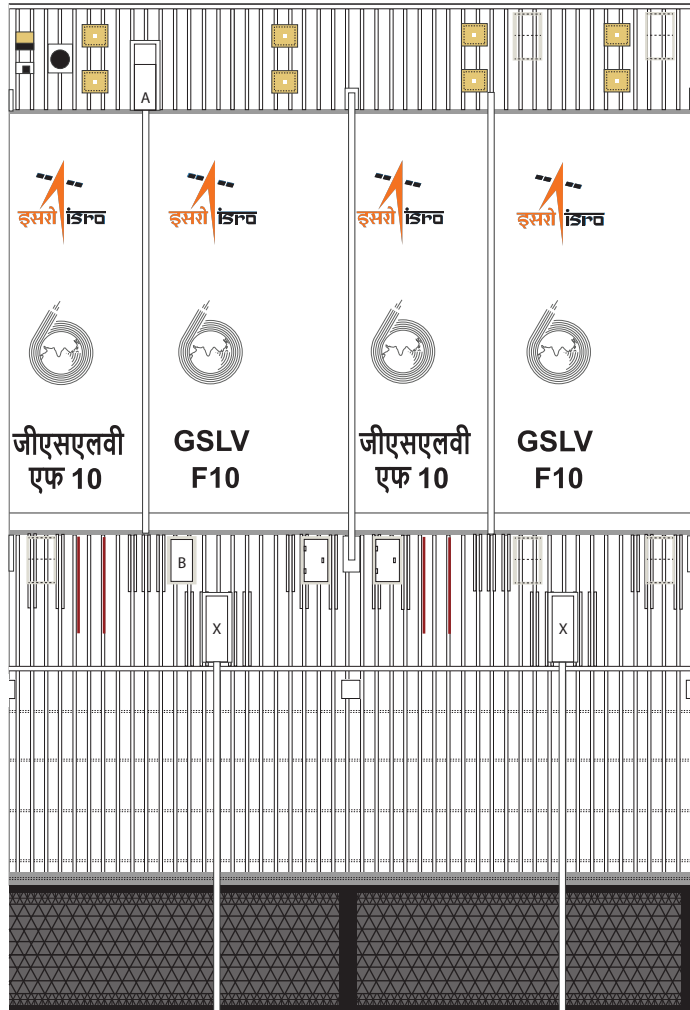 A
इसरो isro
इसरो isro
इसरो isro
इसरो isro
जीएसएलवी
एफ 10
GSLV
F10
जीएसएलवी
एफ 10
GSLV
F10
B
X
X